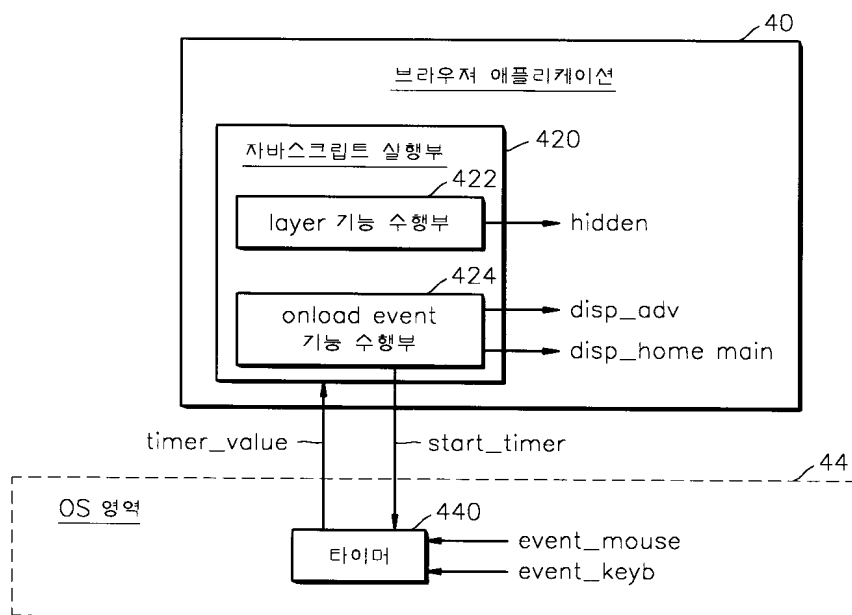 40
브라우져 애플리케이션
420
자바스크립트 실행부
422
layer 기능 수행부
hidden
424
onload event
기능 수행부
disp_adv
disp_home main
timer_value
start_timer
44
OS 영역
440
타이머
event_mouse
event_keyb